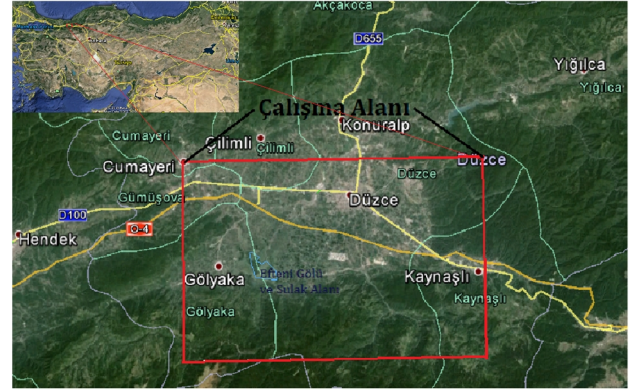 Akçakoca
D655
Yığılca
Yığılca
Çalışma Alanı
Konuralp
Cumayeri
Çilimli
Çilimli
Cumayeri
Düzce
Düzce
Gümüşova
Düzce
D100
O-4
Hendek
Gölyaka
Efteni Gölü
ve Sulak Alanı
Kaynaşlı
Kaynaşlı
Gölyaka